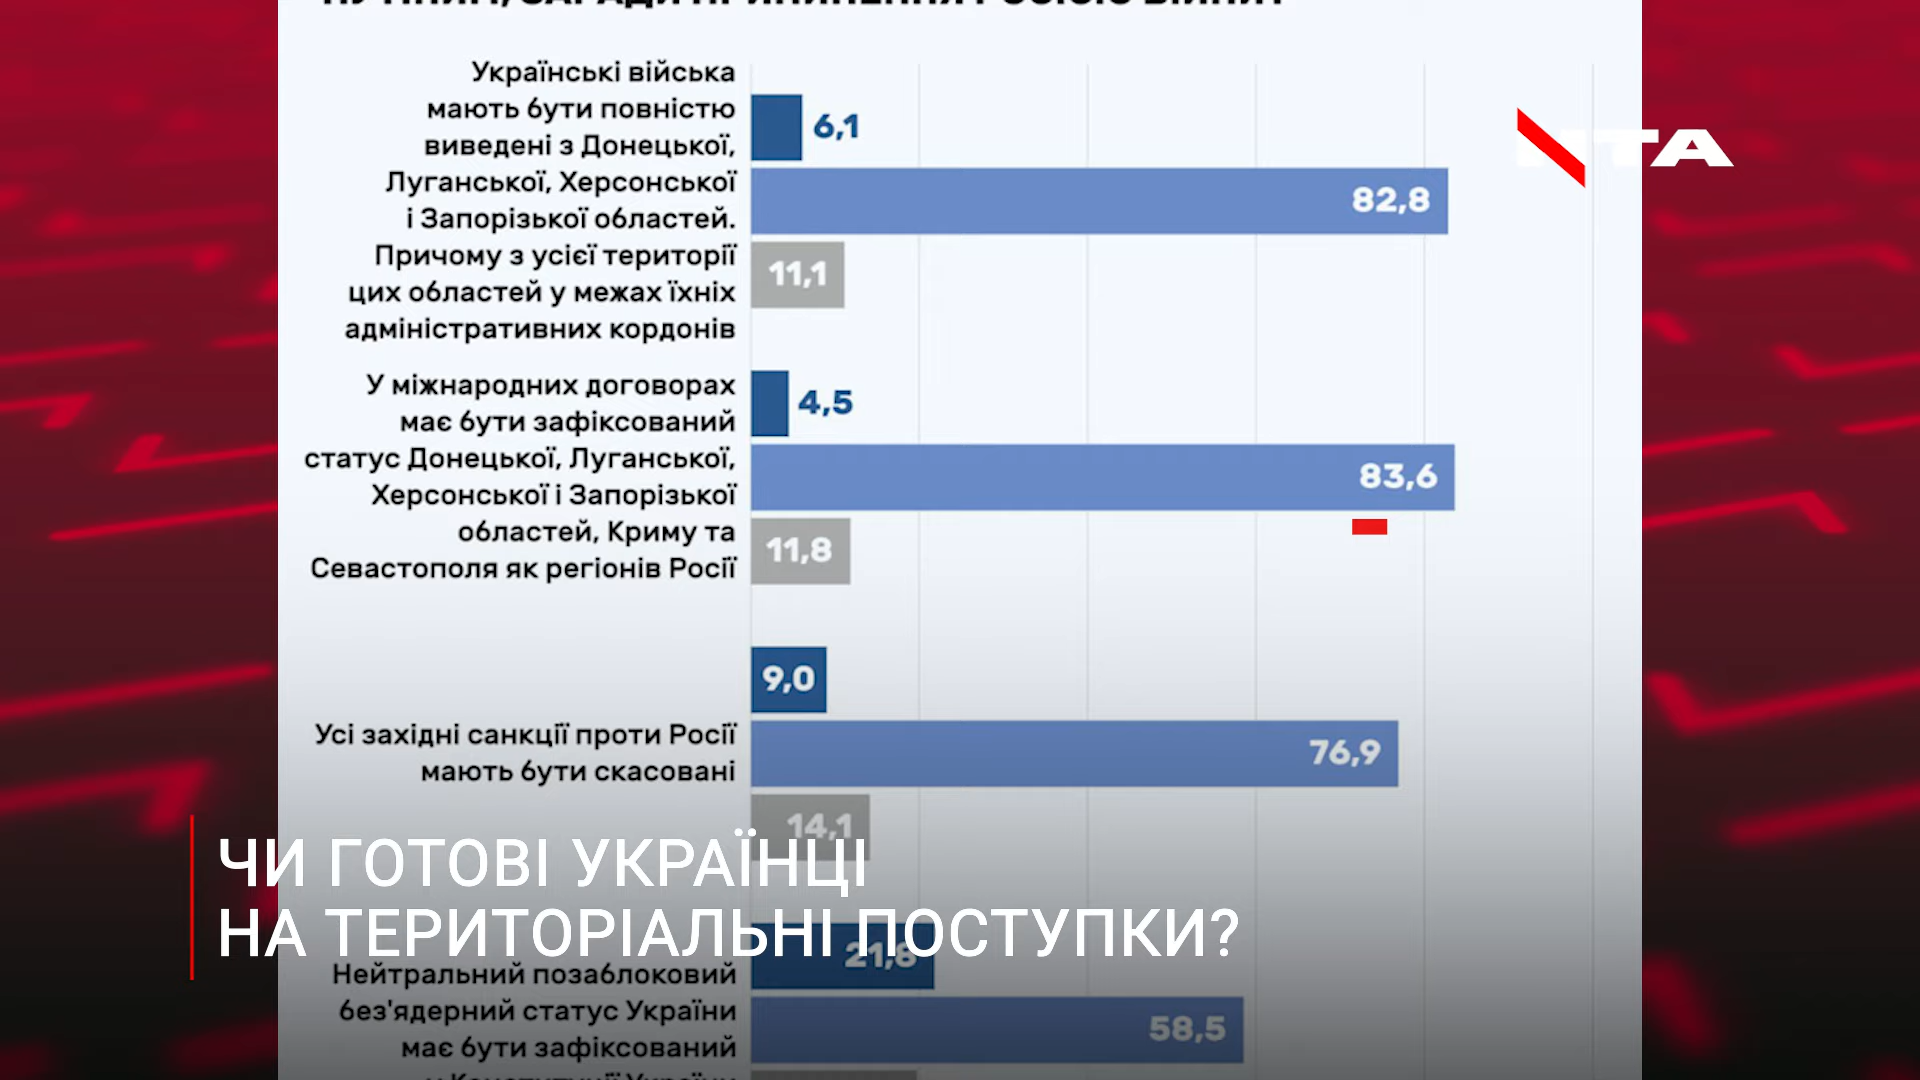 Українські війська
мають бути повністю
виведені з Донецької,
Луганської, Херсонської
і Запорізької областей.
Причому з усієї території
цих областей у межах їхніх
адміністративних кордонів
6,1
82,8
11,1
У міжнародних договорах
має бути зафіксований
статус Донецької, Луганської,
Херсонської і Запорізької
областей, Криму та
Севастополя як регіонів Росії
4,5
83,6
11,8
Усі західні санкції проти Росії
мають бути скасовані
9,0
76,9
14,1
Нейтральний позаблоковий
без'ядерний статус України
має бути зафіксований
21,8
58,5
NTA
ЧИ ГОТОВІ УКРАЇНЦІ
НА ТЕРИТОРІАЛЬНІ ПОСТУПКИ?